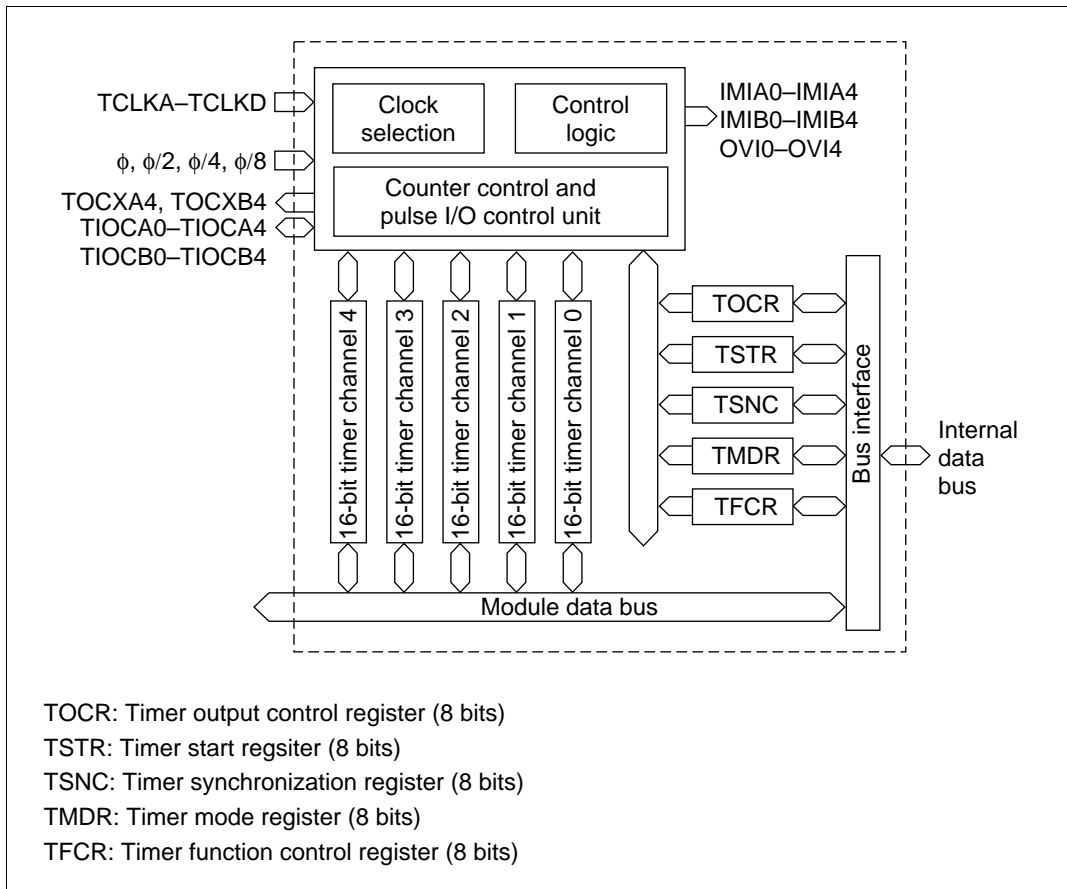 TCLKA–TCLKD
ϕ, ϕ/2, ϕ/4, ϕ/8
TOCXA4, TOCXB4
TIOCA0–TIOCA4
TIOCB0–TIOCB4
Clock
selection
Control
logic
Counter control and
pulse I/O control unit
IMIA0–IMIA4
IMIB0–IMIB4
OVI0–OVI4
16-bit timer channel 4
16-bit timer channel 3
16-bit timer channel 2
16-bit timer channel 1
16-bit timer channel 0
TOCR
TSTR
TSNC
TMDR
TFCR
Bus interface
Internal
data
bus
Module data bus
TOCR: Timer output control register (8 bits)
TSTR: Timer start regsiter (8 bits)
TSNC: Timer synchronization register (8 bits)
TMDR: Timer mode register (8 bits)
TFCR: Timer function control register (8 bits)